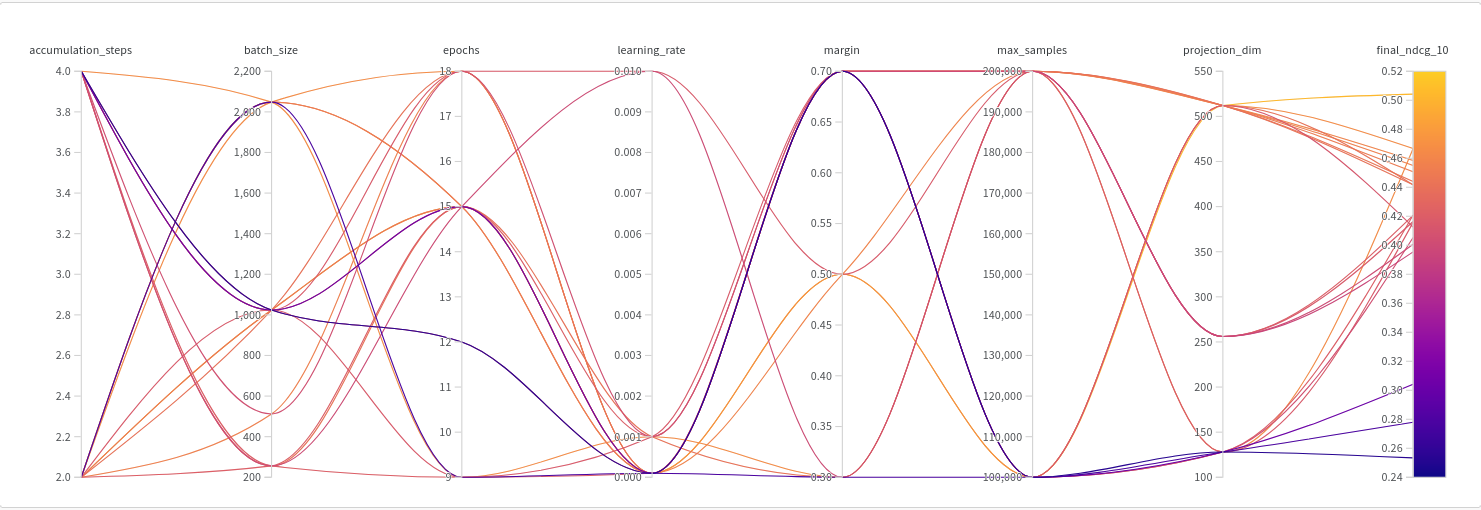 accumulation_steps batch_size epochs learning_rate margin max_samples projection_dim final_ndcg_10
4.0 2,200 18 0.010 0.70 200,000 550 0.52
3.8 2,000 17 0.009 0.65 190,000 500 0.50
3.6 1,800 16 0.008 0.60 180,000 450 0.48
3.4 1,600 15 0.007 0.55 170,000 400 0.46
3.2 1,400 14 0.006 0.50 160,000 350 0.44
3.0 1,200 13 0.005 0.45 150,000 300 0.42
2.8 1,000 12 0.004 0.40 140,000 250 0.40
2.6 800 11 0.003 0.35 130,000 200 0.38
2.4 600 10 0.002 0.30 120,000 150 0.36
2.2 400 9 0.001 110,000 100 0.34
2.0 200 0.000 100,000 0.32
0.30
0.28
0.26
0.24